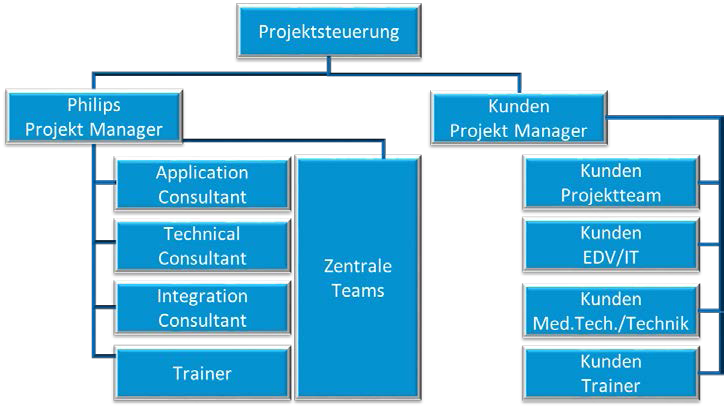 Projektsteuerung
Philips
Projekt Manager
Kunden
Projekt Manager
Application
Consultant
Technical
Consultant
Integration
Consultant
Trainer
Zentrale
Teams
Kunden
Projektteam
Kunden
EDV/IT
Kunden
Med.Tech./Technik
Kunden
Trainer